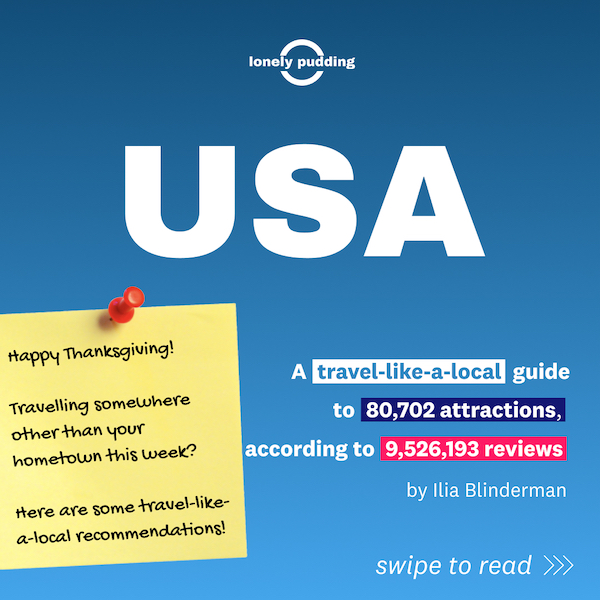 lonely pudding
USA
Happy Thanksgiving!
Travelling somewhere
other than your
hometown this week?
Here are some travel-like-
a-local recommendations!
A travel-like-a-local guide
to 80,702 attractions,
according to 9,526,193 reviews
by Ilia Blinderman
swipe to read >>>